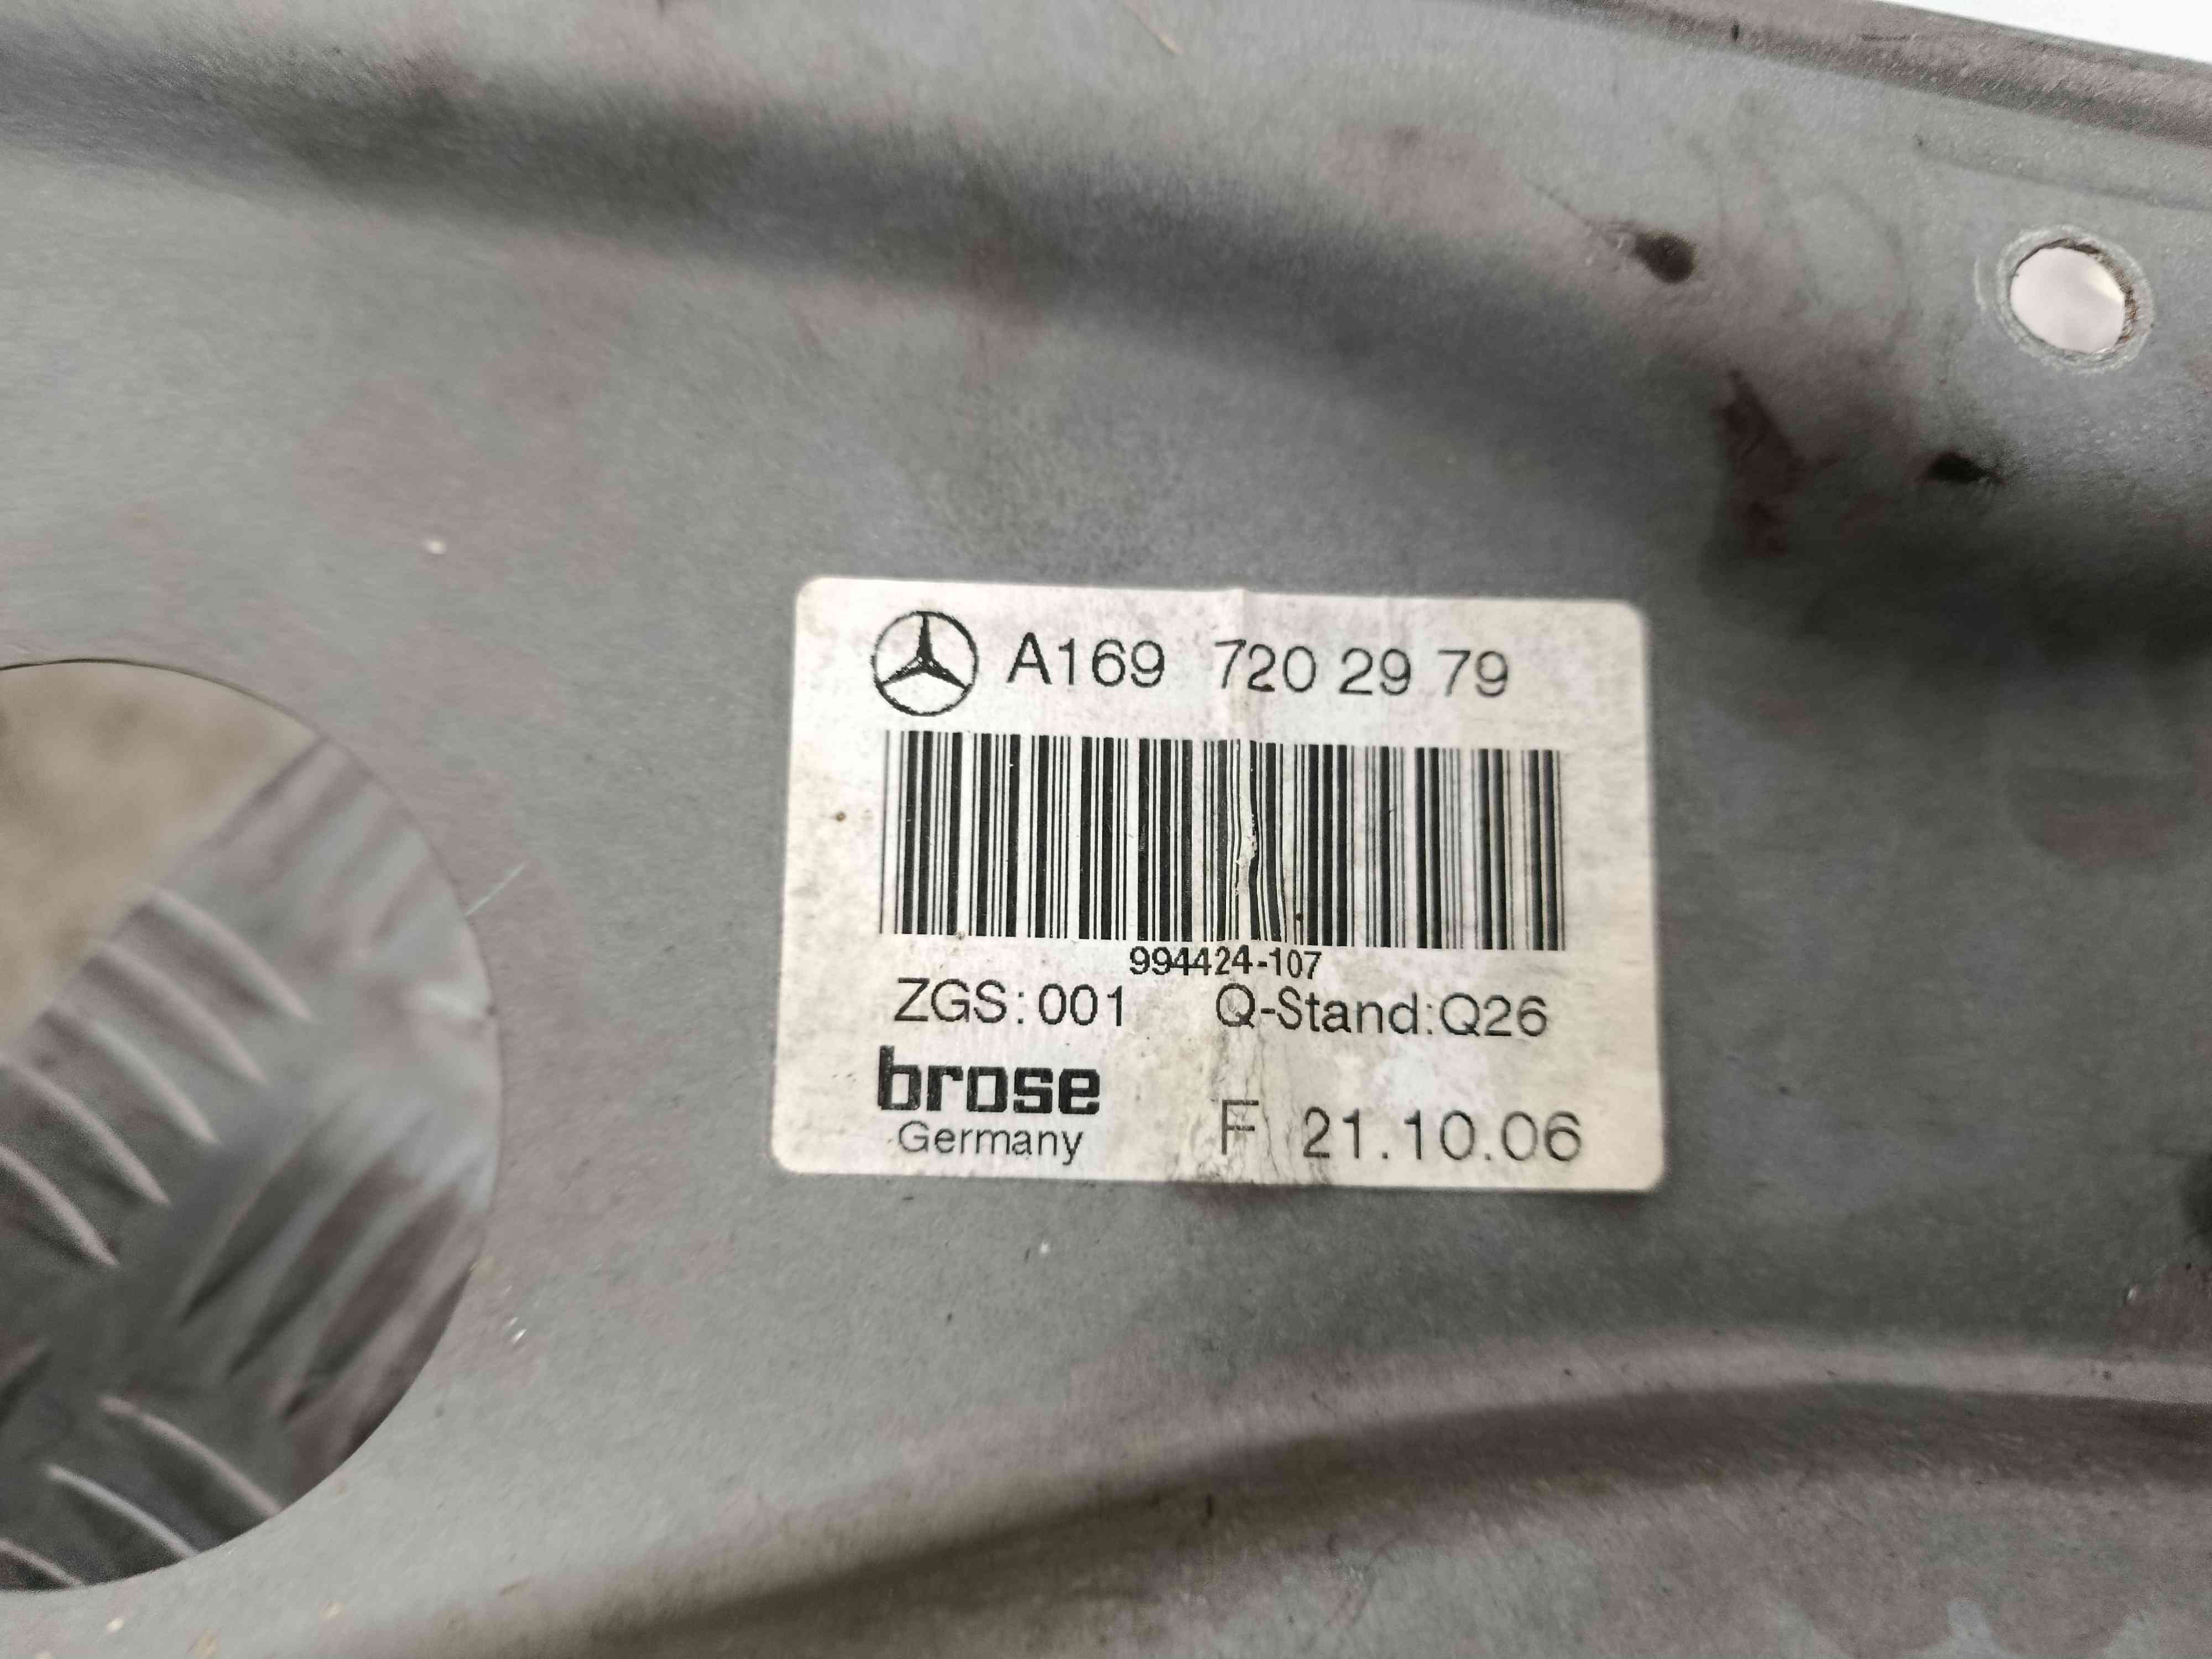 A169 720 29 79
994424-107
ZGS:001 Q-Stand:Q26
brose
Germany F 21.10.06